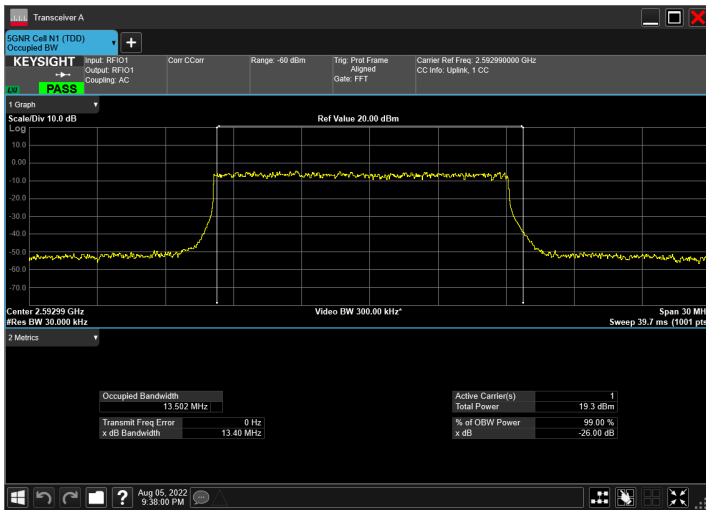 Transceiver A
5GNR Cell N1 (TDD)
Occupied BW
KEYSIGHT
LXI
PASS
Input: RFIO1
Output: RFIO1
Coupling: AC
Corr CCorr
Range: -60 dBm
Trig: Prot Frame
Aligned
Gate: FFT
Carrier Ref Freq: 2.592990000 GHz
CC Info: Uplink, 1 CC
1 Graph
Scale/Div 10.0 dB
Ref Value 20.00 dBm
Log
10.0
0.00
-10.0
-20.0
-30.0
-40.0
-50.0
-60.0
-70.0
Center 2.59299 GHz
Video BW 300.00 kHz*
Span 30 MH
#Res BW 30.000 kHz
Sweep 39.7 ms (1001 pts
2 Metrics
Occupied Bandwidth
13.502 MHz
Transmit Freq Error 0 Hz
x dB Bandwidth 13.40 MHz
Active Carrier(s) 1
Total Power 19.3 dBm
% of OBW Power 99.00 %
x dB -26.00 dB
?
Aug 05, 2022
9:38:00 PM